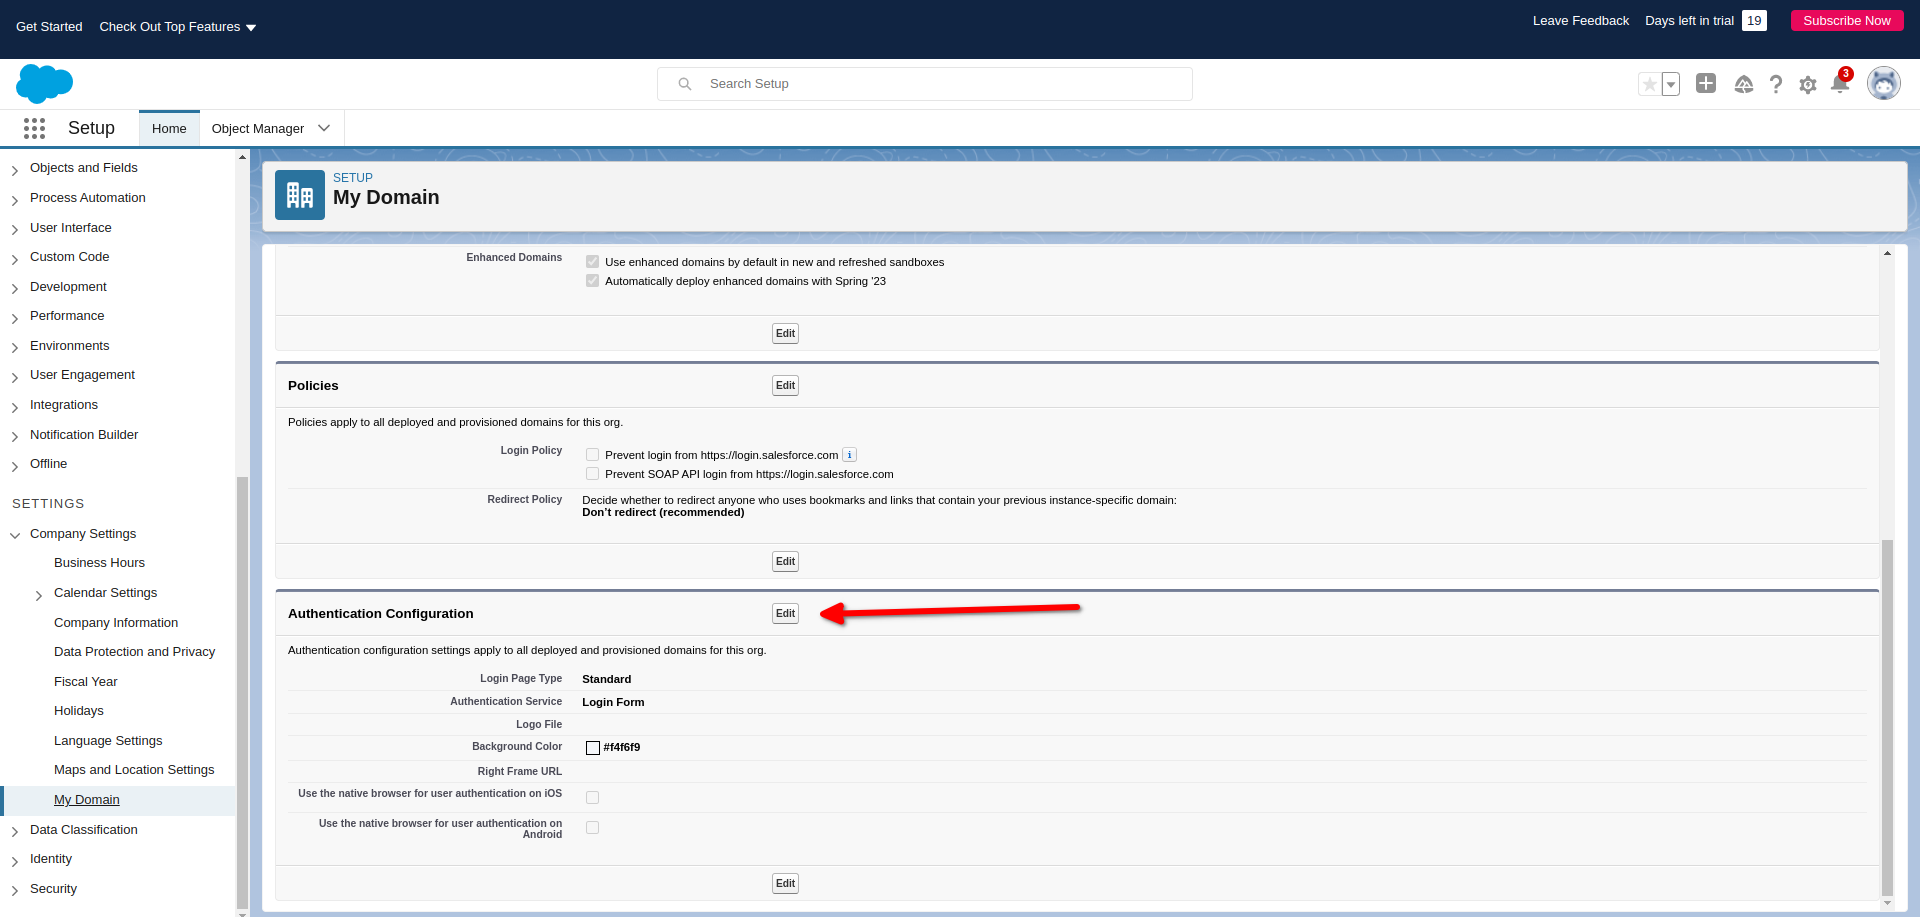 Get Started Check Out Top Features
Leave Feedback Days left in trial 19 Subscribe Now
Search Setup
3
Setup Home Object Manager
Objects and Fields
Process Automation
User Interface
Custom Code
Development
Performance
Environments
User Engagement
Integrations
Notification Builder
Offline
SETTINGS
Company Settings
Business Hours
Calendar Settings
Company Information
Data Protection and Privacy
Fiscal Year
Holidays
Language Settings
Maps and Location Settings
My Domain
Data Classification
Identity
Security
SETUP
My Domain
Enhanced Domains Use enhanced domains by default in new and refreshed sandboxes
Automatically deploy enhanced domains with Spring '23
Edit
Policies Edit
Policies apply to all deployed and provisioned domains for this org.
Login Policy Prevent login from https://login.salesforce.com i
Prevent SOAP API login from https://login.salesforce.com
Redirect Policy Decide whether to redirect anyone who uses bookmarks and links that contain your previous instance-specific domain:
Don’t redirect (recommended)
Edit
Authentication Configuration Edit
Authentication configuration settings apply to all deployed and provisioned domains for this org.
Login Page Type Standard
Authentication Service Login Form
Logo File
Background Color #f4f6f9
Right Frame URL
Use the native browser for user authentication on iOS
Use the native browser for user authentication on
Android
Edit